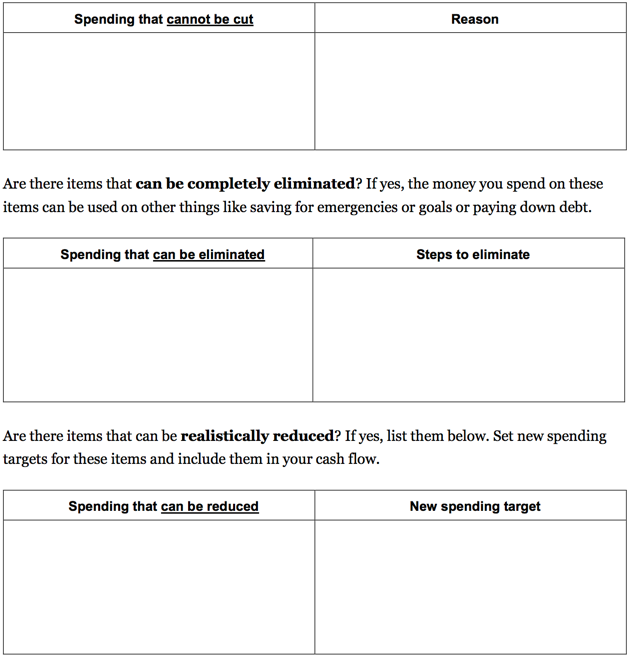 Spending that cannot be cut Reason
Are there items that can be completely eliminated? If yes, the money you spend on these
items can be used on other things like saving for emergencies or goals or paying down debt.
Spending that can be eliminated Steps to eliminate
Are there items that can be realistically reduced? If yes, list them below. Set new spending
targets for these items and include them in your cash flow.
Spending that can be reduced New spending target